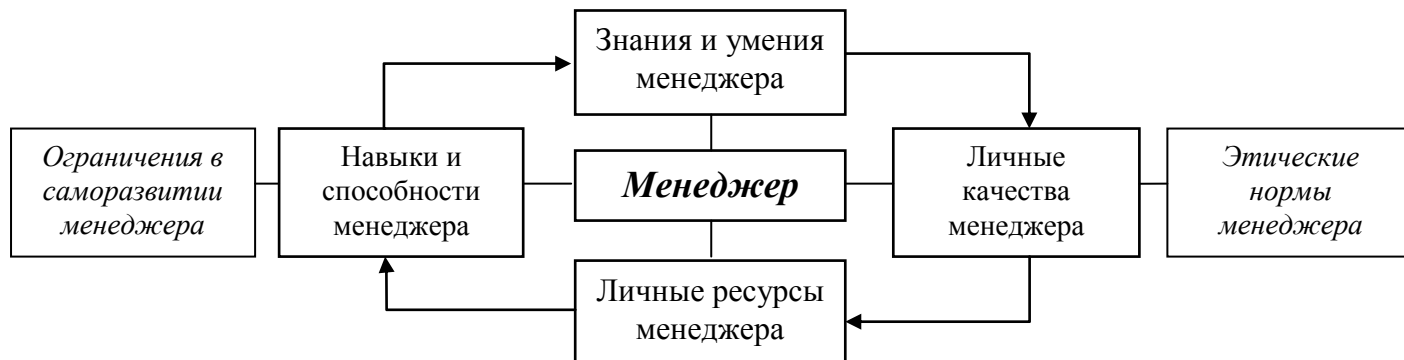 Знания и умения
менеджера
Ограничения в
саморазвитии
менеджера
Навыки и
способности
менеджера
Менеджер
Личные
качества
менеджера
Этические
нормы
менеджера
Личные ресурсы
менеджера